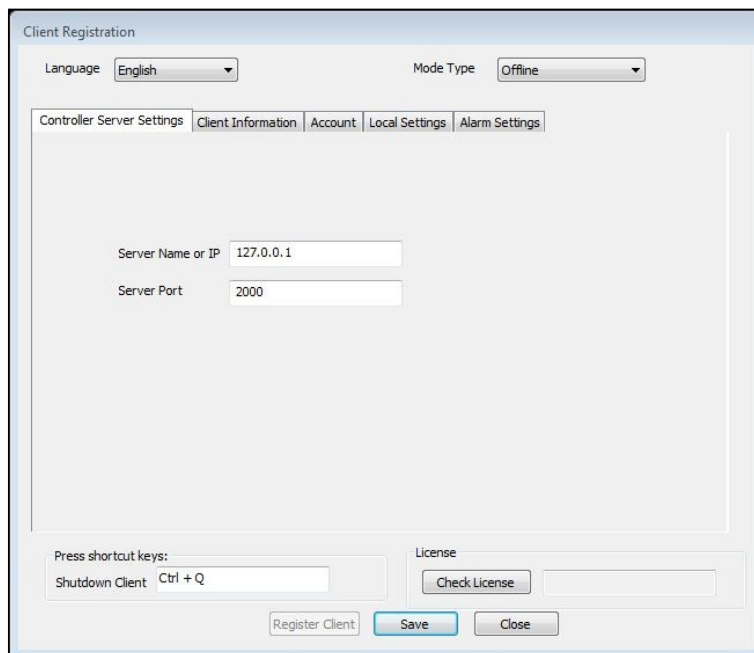 Client Registration
Language English Mode Type Offline
Controller Server Settings Client Information Account Local Settings Alarm Settings
Server Name or IP 127.0.0.1
Server Port 2000
Press shortcut keys: License
Shutdown Client Ctrl + Q Check License
Register Client Save Close